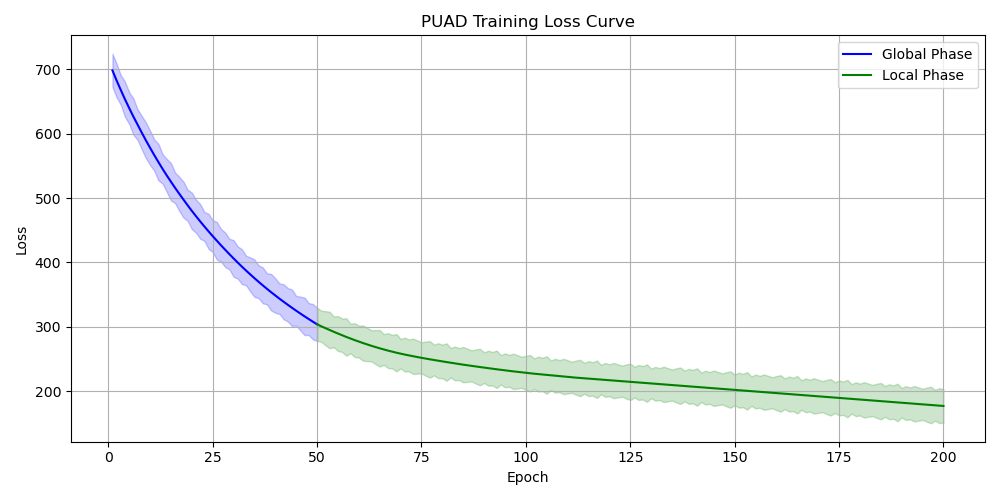 PUAD Training Loss Curve
Global Phase
Local Phase
Loss
700
600
500
400
300
200
0 25 50 75 100 125 150 175 200
Epoch